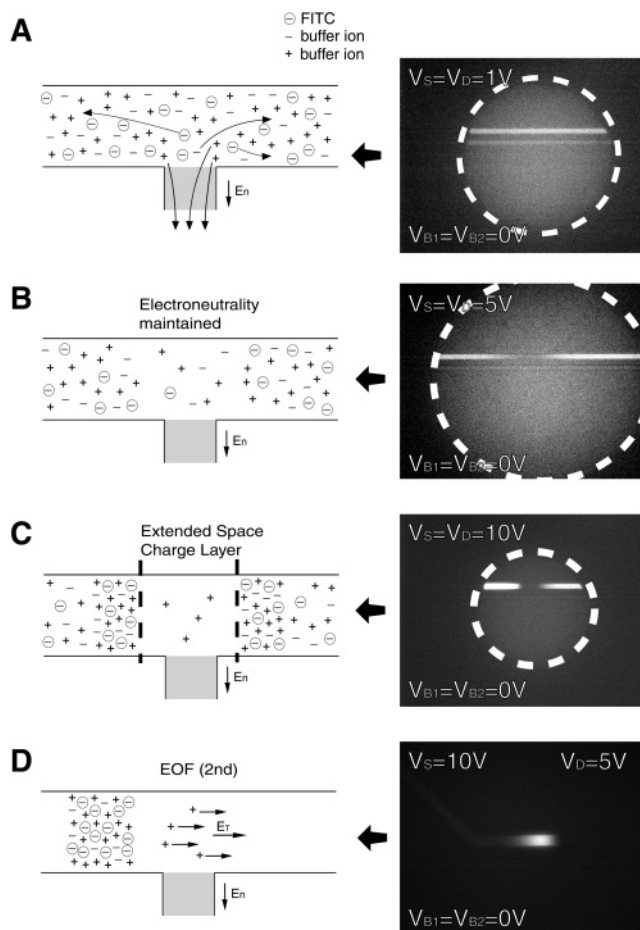 A
⊖ FITC
− buffer ion
+ buffer ion
En
VS=VD=1V
VB1=VB2=0V
B
Electroneutrality
maintained
En
VS=VD=5V
VB1=VB2=0V
C
Extended Space
Charge Layer
En
VS=VD=10V
VB1=VB2=0V
D
EOF (2nd)
ET
En
VS=10V VD=5V
VB1=VB2=0V